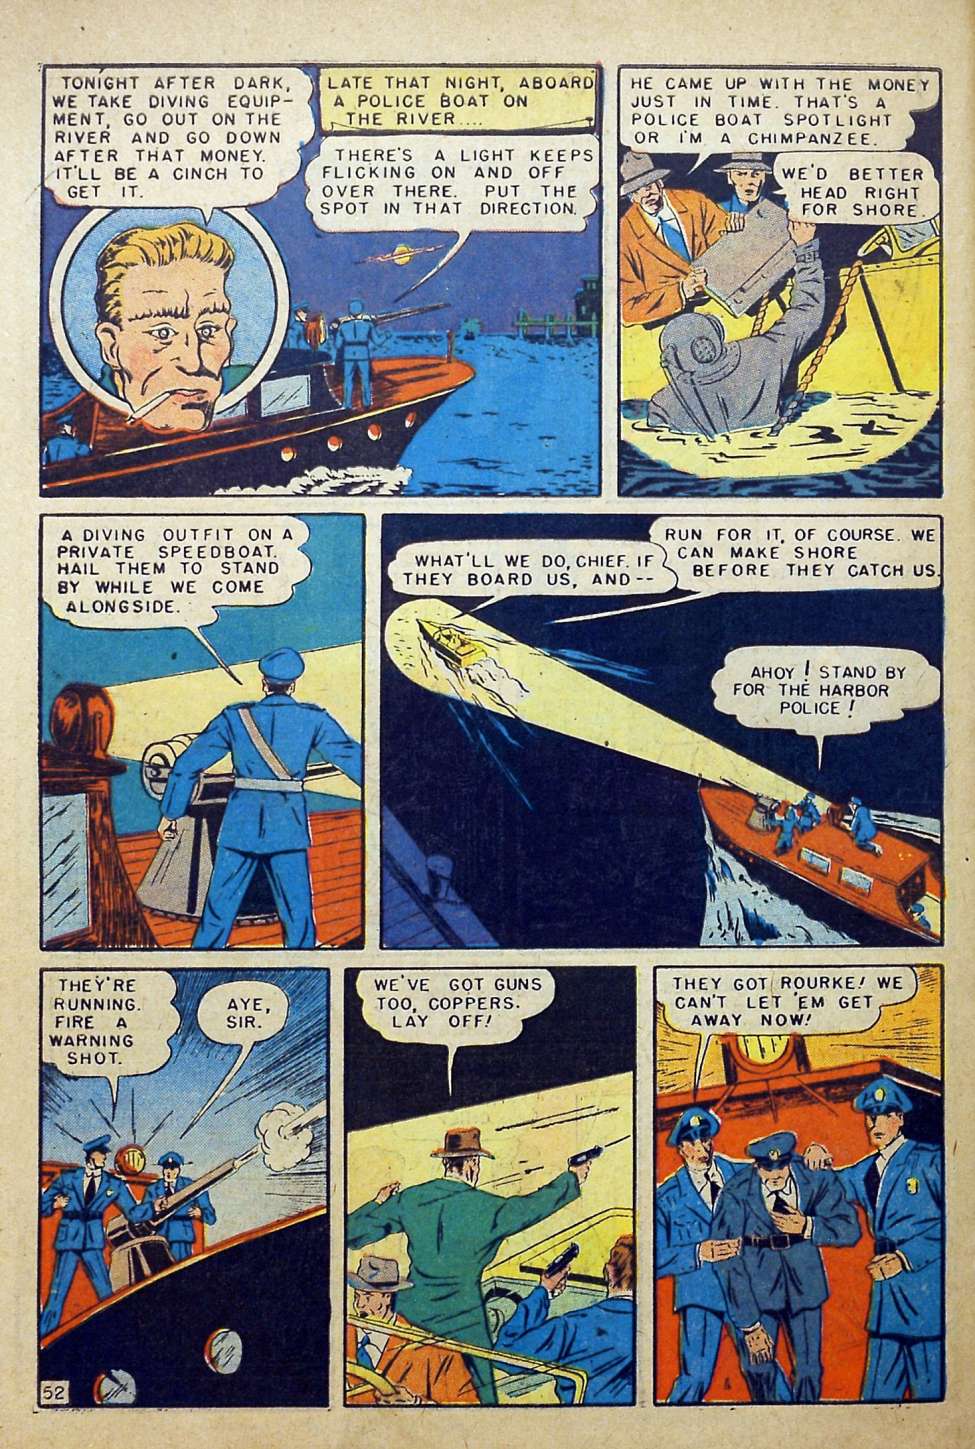 TONIGHT AFTER DARK,
WE TAKE DIVING EQUIP-
MENT, GO OUT ON THE
RIVER AND GO DOWN
AFTER THAT MONEY.
IT'LL BE A CINCH TO
GET IT.
LATE THAT NIGHT, ABOARD
A POLICE BOAT ON
THE RIVER....
THERE'S A LIGHT KEEPS
FLICKING ON AND OFF
OVER THERE. PUT THE
SPOT IN THAT DIRECTION.
HE CAME UP WITH THE MONEY
JUST IN TIME. THAT'S A
POLICE BOAT SPOTLIGHT
OR I'M A CHIMPANZEE.
WE'D BETTER
HEAD RIGHT
FOR SHORE.
A DIVING OUTFIT ON A
PRIVATE SPEEDBOAT.
HAIL THEM TO STAND
BY WHILE WE COME
ALONGSIDE.
WHAT'LL WE DO, CHIEF. IF
THEY BOARD US, AND--
RUN FOR IT, OF COURSE. WE
CAN MAKE SHORE
BEFORE THEY CATCH US.
AHOY! STAND BY
FOR THE HARBOR
POLICE!
THEY'RE
RUNNING.
FIRE A
WARNING
SHOT.
AYE,
SIR.
WE'VE GOT GUNS
TOO, COPPERS.
LAY OFF!
THEY GOT ROURKE! WE
CAN'T LET 'EM GET
AWAY NOW!
52